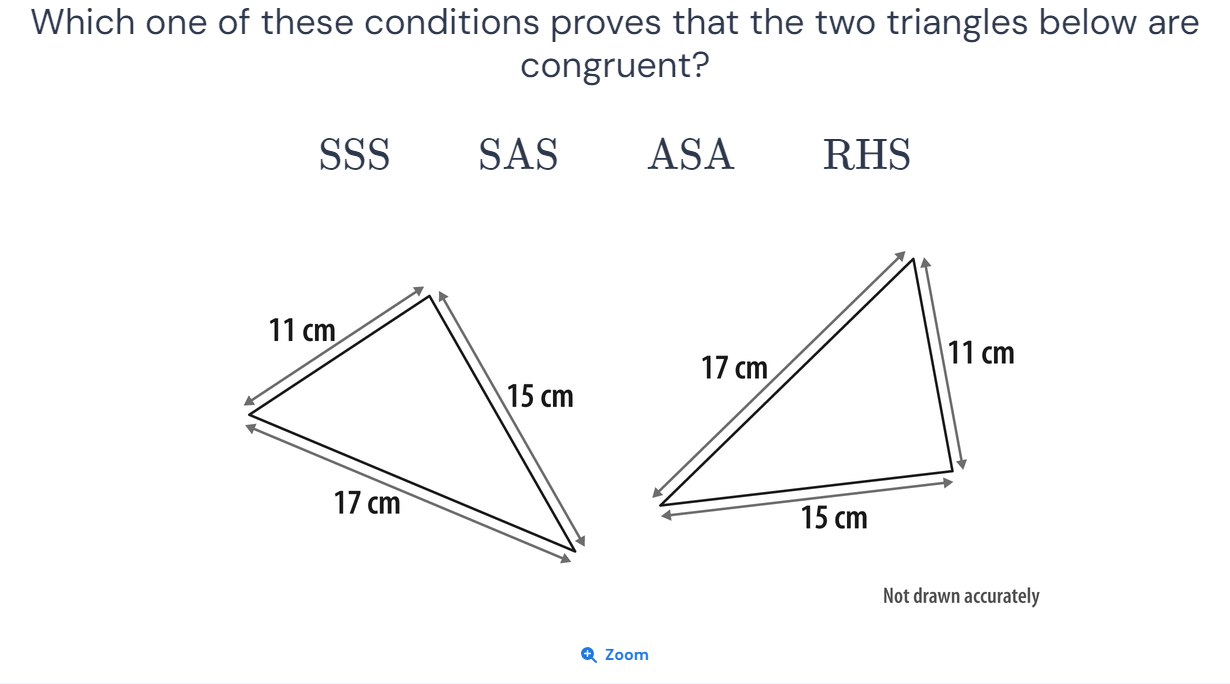 Which one of these conditions proves that the two triangles below are
congruent?
SSS SAS ASA RHS
11 cm
15 cm
17 cm
17 cm
11 cm
15 cm
Not drawn accurately
Zoom